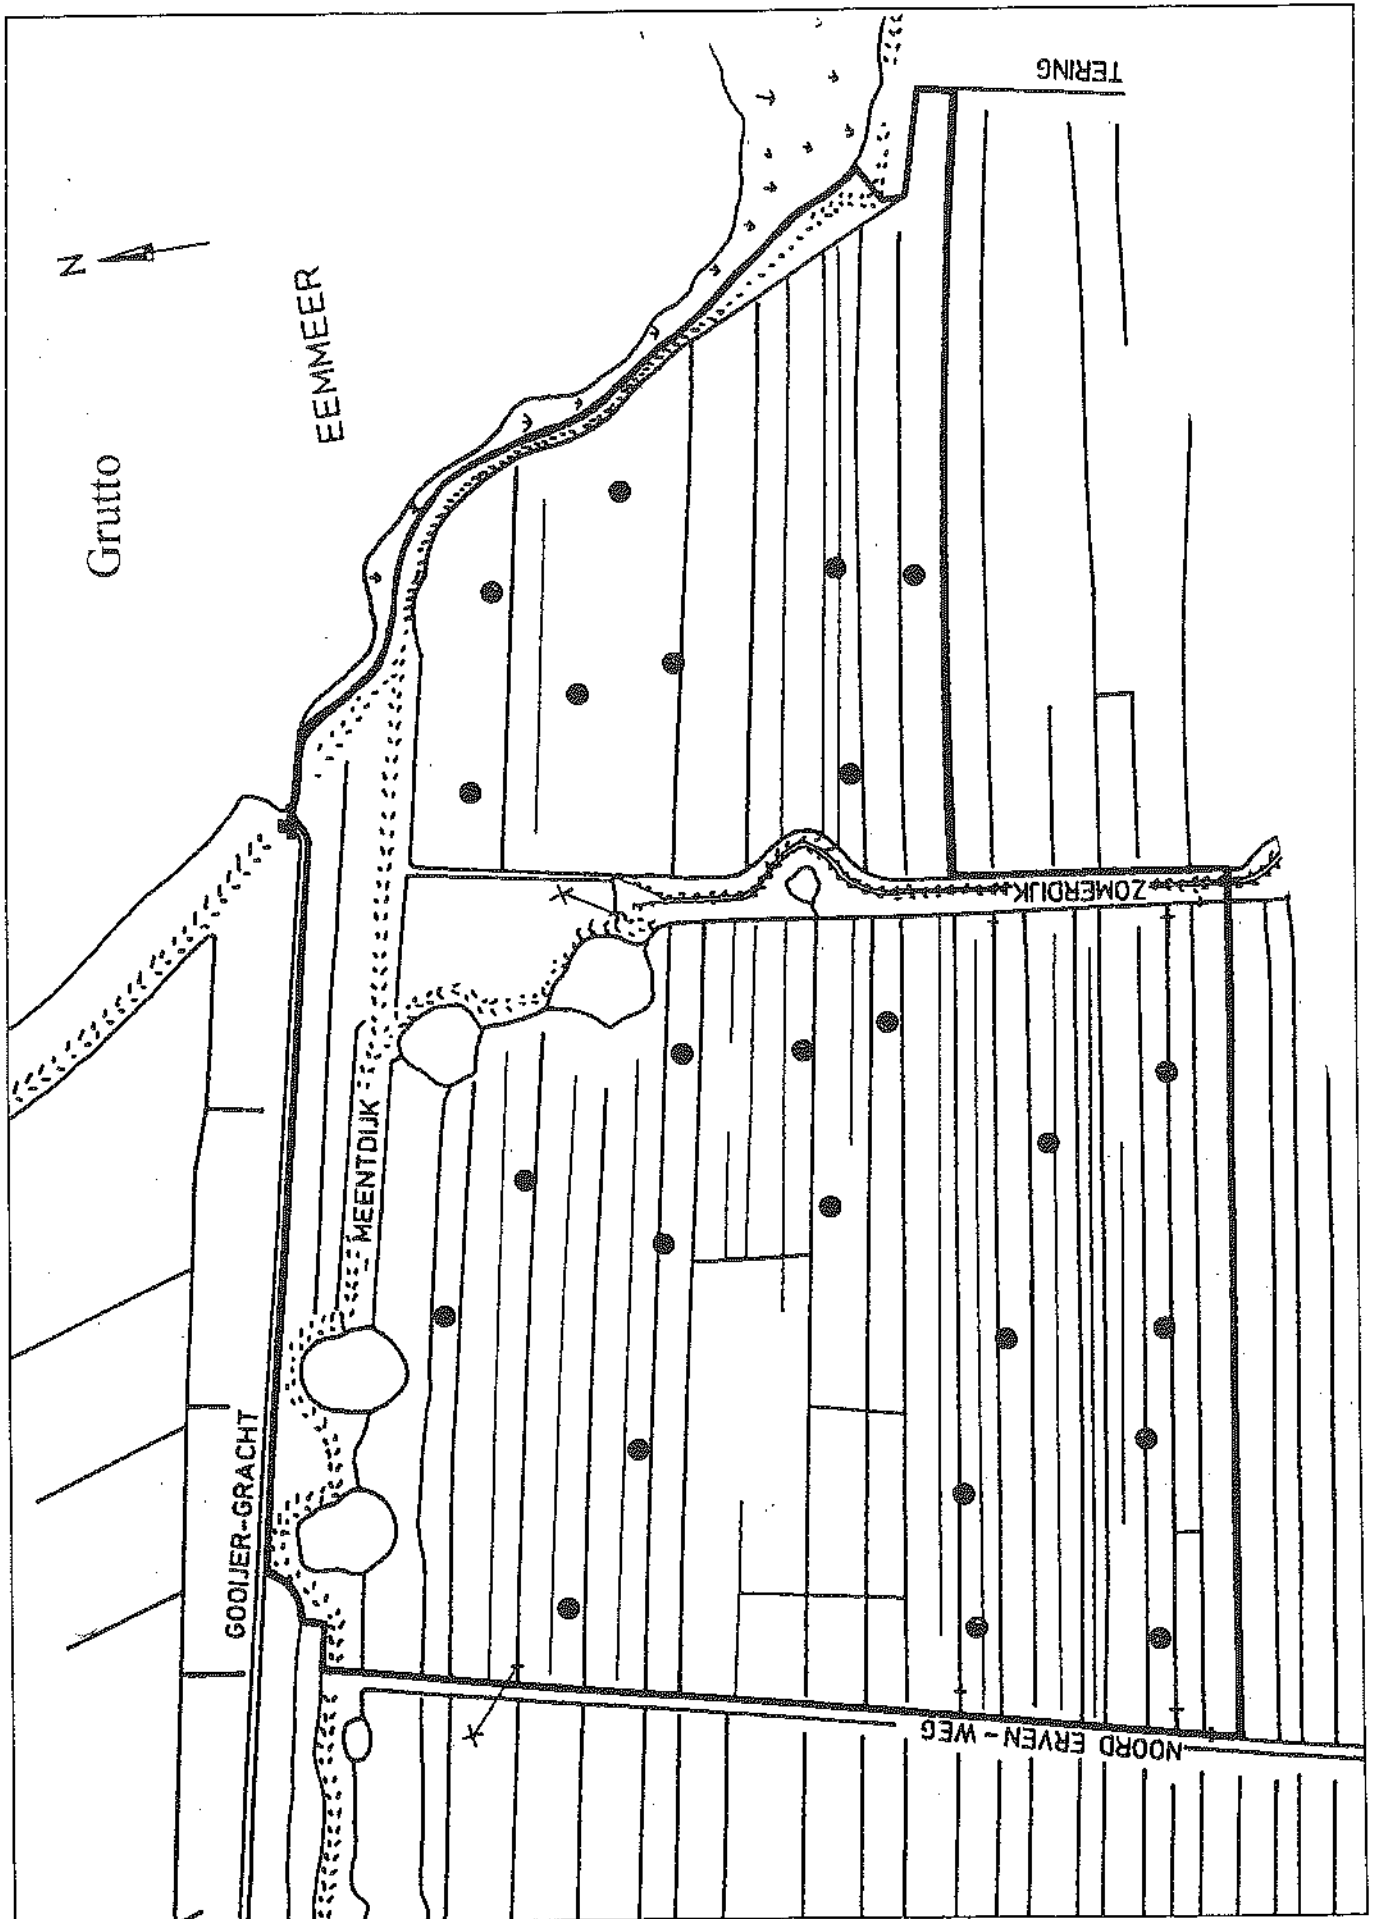 Grutto
N
EEMMEER
TERING
ZOMERDIJK
MEENTDIJK
GOOIJER-GRACHT
NOORD ERVEN-WEG